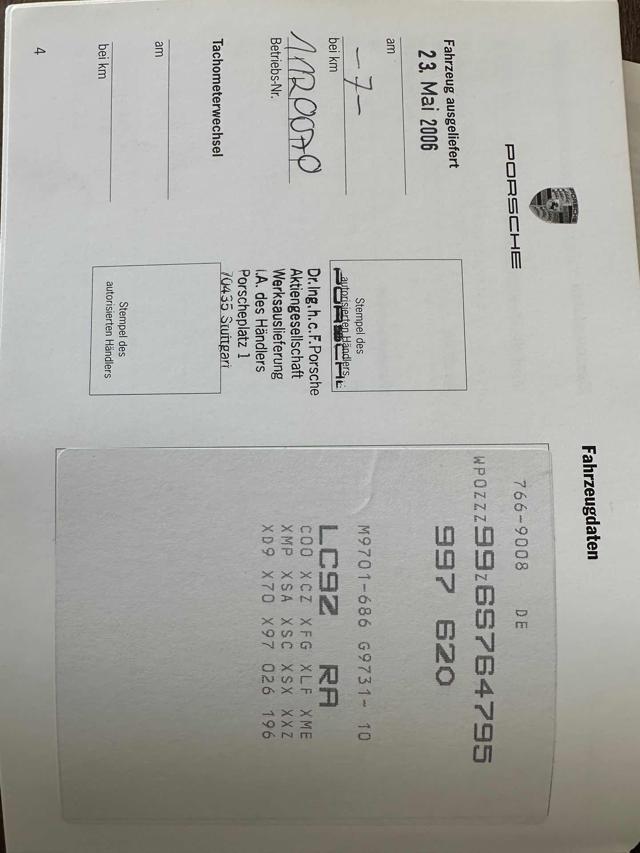 PORSCHE
PORSCHE
Fahrzeug ausgeliefert
23. Mai 2006
am
– 7 –
bei km
Betriebs-Nr.
Stempel des
autorisierten Händlers
PORSCHE
Dr.Ing.h.c.F.Porsche
Aktiengesellschaft
Werksauslieferung
i.A. des Händlers
Porscheplatz 1
70435 Stuttgart
Tachometerwechsel
am
bei km
Stempel des
autorisierten Händlers
4
Fahrzeugdaten
766-9008 DE
WP0ZZZ99Z6S764795
997 620
M9701-686 G9731- 10
LC9Z RA
C00 XCZ XFG XLF XME
XMP XSA XSC XSX XXZ
XD9 X70 X97 026 196